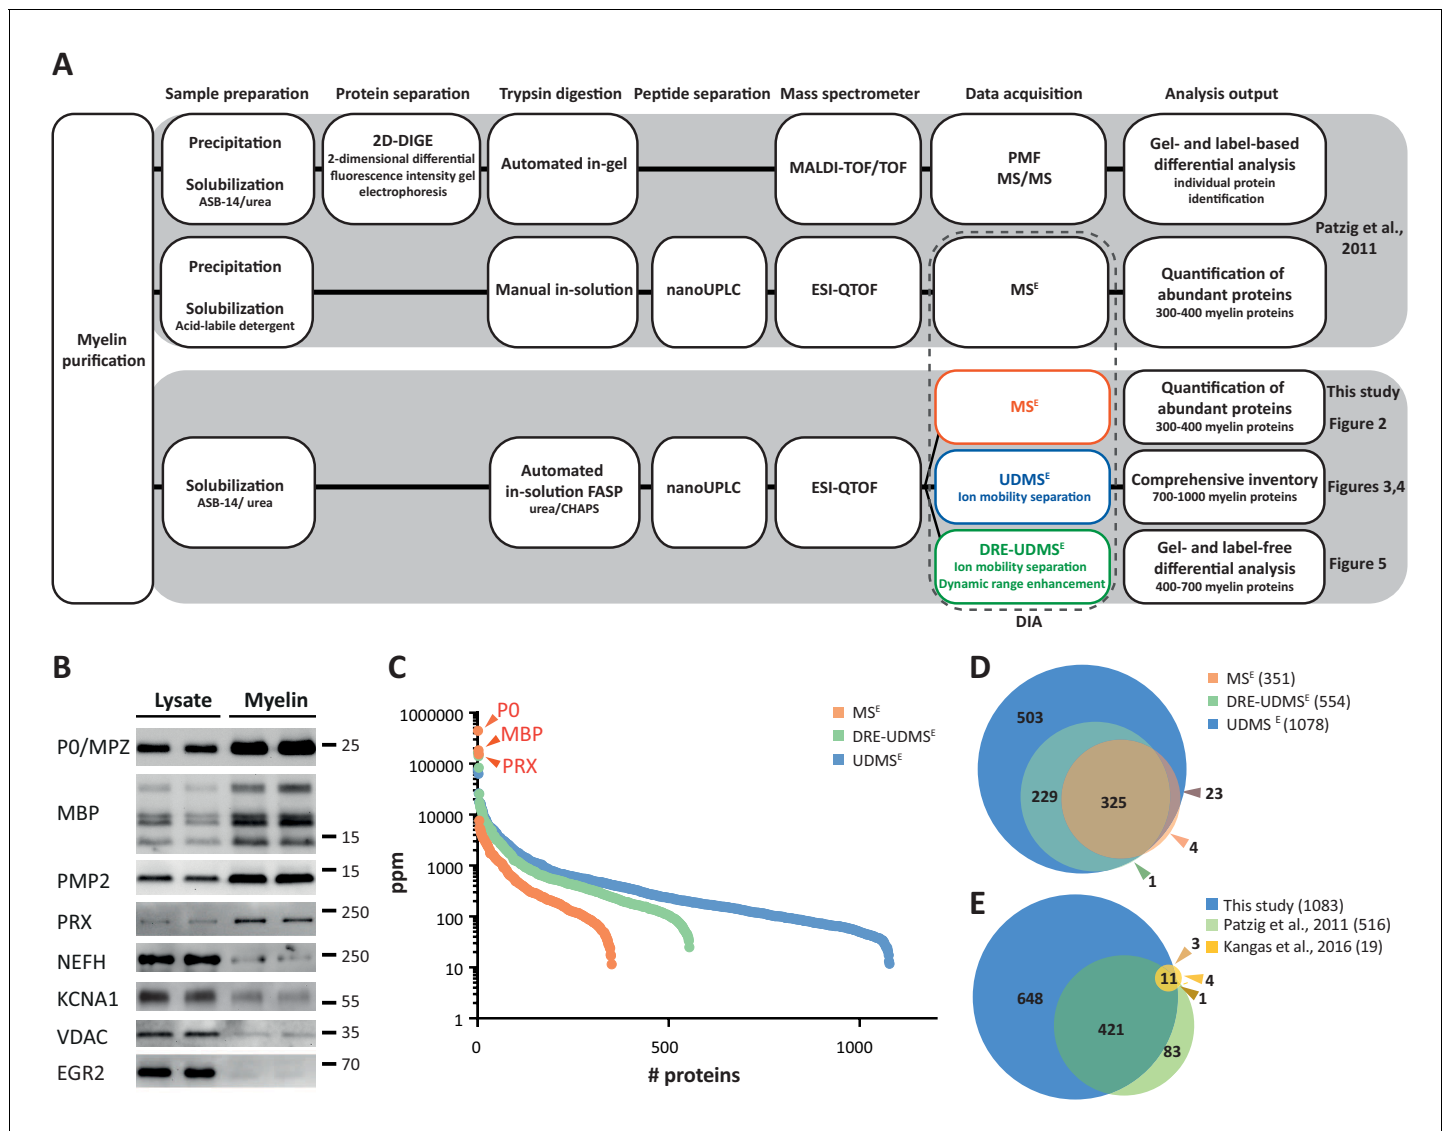 A
Sample preparation
Protein separation
Trypsin digestion
Peptide separation
Mass spectrometer
Data acquisition
Analysis output
Myelin
purification
Precipitation
Solubilization
ASB-14/urea
2D-DIGE
2-dimensional differential
fluorescence intensity gel
electrophoresis
Automated in-gel
MALDI-TOF/TOF
PMF
MS/MS
Gel- and label-based
differential analysis
individual protein
identification
Patzig et al.,
2011
Precipitation
Solubilization
Acid-labile detergent
Manual in-solution
nanoUPLC
ESI-QTOF
MSE
Quantification of
abundant proteins
300-400 myelin proteins
Solubilization
ASB-14/ urea
Automated
in-solution FASP
urea/CHAPS
nanoUPLC
ESI-QTOF
MSE
Quantification of
abundant proteins
300-400 myelin proteins
This study
Figure 2
UDMSE
Ion mobility separation
Comprehensive inventory
700-1000 myelin proteins
Figures 3,4
DRE-UDMSE
Ion mobility separation
Dynamic range enhancement
Gel- and label-free
differential analysis
400-700 myelin proteins
Figure 5
DIA
B
Lysate
Myelin
P0/MPZ
25
MBP
15
PMP2
15
PRX
250
NEFH
250
KCNA1
55
VDAC
35
EGR2
70
C
ppm
1000000
100000
10000
1000
100
10
1
0
500
1000
# proteins
P0
MBP
PRX
MSE
DRE-UDMSE
UDMSE
D
MSE (351)
DRE-UDMSE (554)
UDMS E (1078)
503
229
325
23
4
1
E
This study (1083)
Patzig et al., 2011 (516)
Kangas et al., 2016 (19)
648
421
11
3
4
1
83